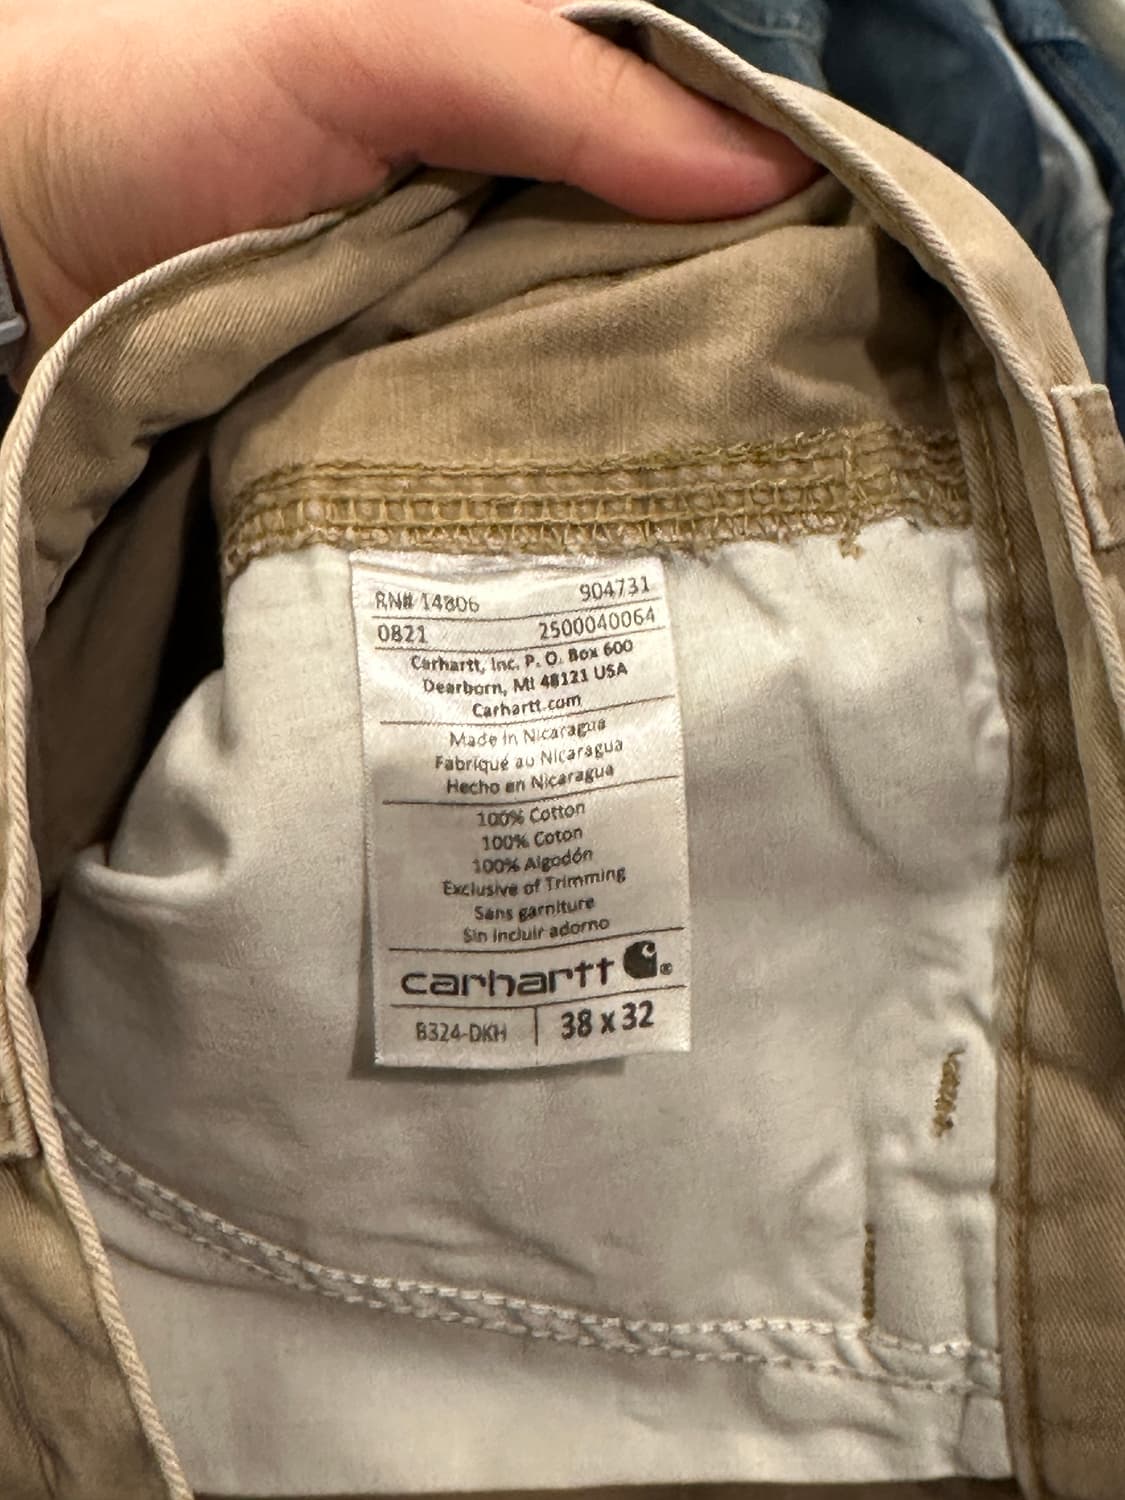 RN# 14806 904731
0821 2500040064
Carhartt, Inc. P. O. Box 600
Dearborn, MI 48121 USA
Carhartt.com
Made in Nicaragua
Fabriqué au Nicaragua
Hecho en Nicaragua
100% Cotton
100% Coton
100% Algodón
Exclusive of Trimming
Sans garniture
Sin incluir adorno
carhartt ®
B324-DKH | 38 x 32